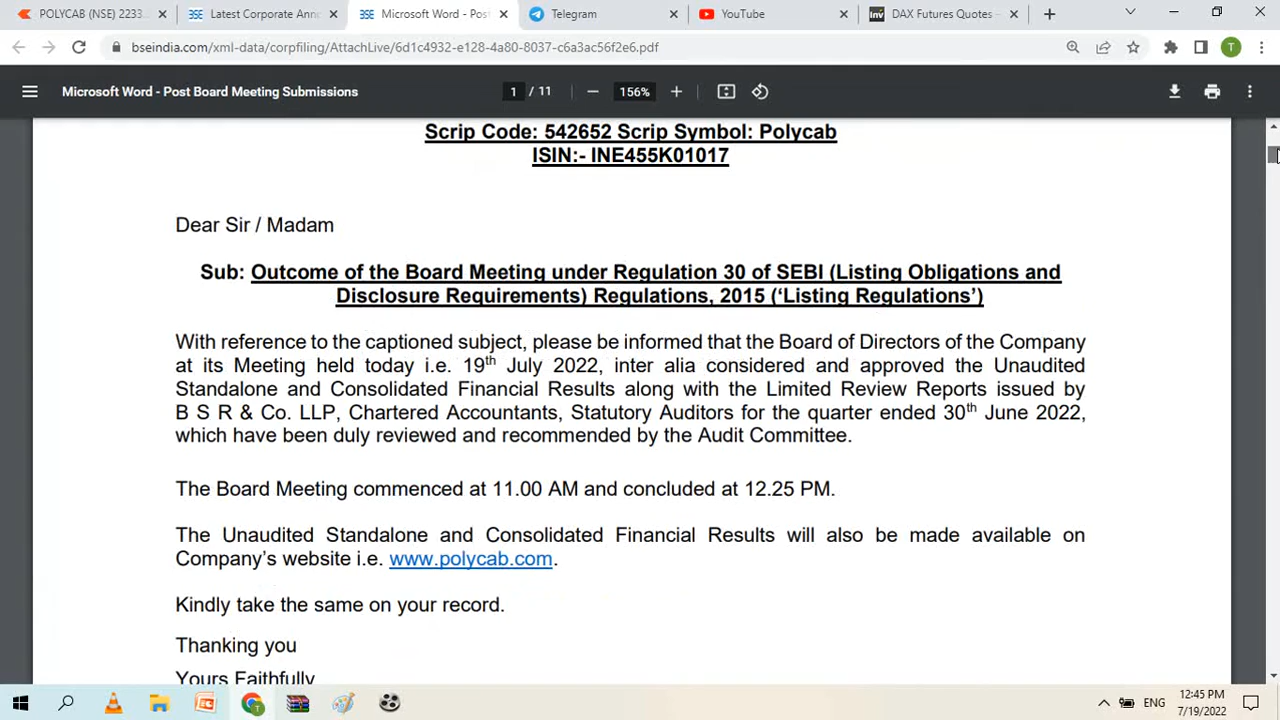 POLYCAB (NSE) 2233
Latest Corporate Ann
Microsoft Word - Post
Telegram
YouTube
Inv
DAX Futures Quotes –
bseindia.com/xml-data/corpfiling/AttachLive/6d1c4932-e128-4a80-8037-c6a3ac56f2e6.pdf
T
Microsoft Word - Post Board Meeting Submissions
1 / 11
156%
Scrip Code: 542652 Scrip Symbol: Polycab
ISIN:- INE455K01017
Dear Sir / Madam
Sub: Outcome of the Board Meeting under Regulation 30 of SEBI (Listing Obligations and
Disclosure Requirements) Regulations, 2015 (‘Listing Regulations’)
With reference to the captioned subject, please be informed that the Board of Directors of the Company
at its Meeting held today i.e. 19th July 2022, inter alia considered and approved the Unaudited
Standalone and Consolidated Financial Results along with the Limited Review Reports issued by
B S R & Co. LLP, Chartered Accountants, Statutory Auditors for the quarter ended 30th June 2022,
which have been duly reviewed and recommended by the Audit Committee.
The Board Meeting commenced at 11.00 AM and concluded at 12.25 PM.
The Unaudited Standalone and Consolidated Financial Results will also be made available on
Company’s website i.e. www.polycab.com.
Kindly take the same on your record.
Thanking you
Yours Faithfully
ENG
12:45 PM
7/19/2022